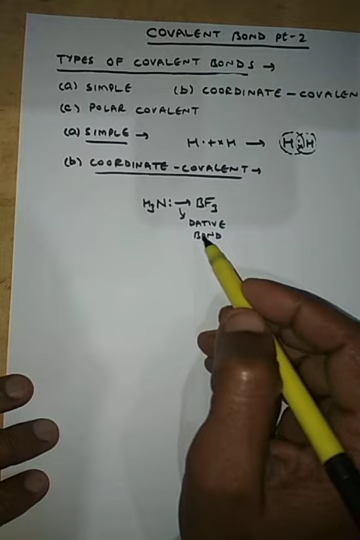 COVALENT BOND Pt-2
TYPES OF COVALENT BONDS →
(a) SIMPLE (b) COORDINATE-COVALEN
(c) POLAR COVALENT
(a) SIMPLE → H·+×H → H·×H
(b) COORDINATE-COVALENT →
H₃N: → BF₃
DATIVE
BOND